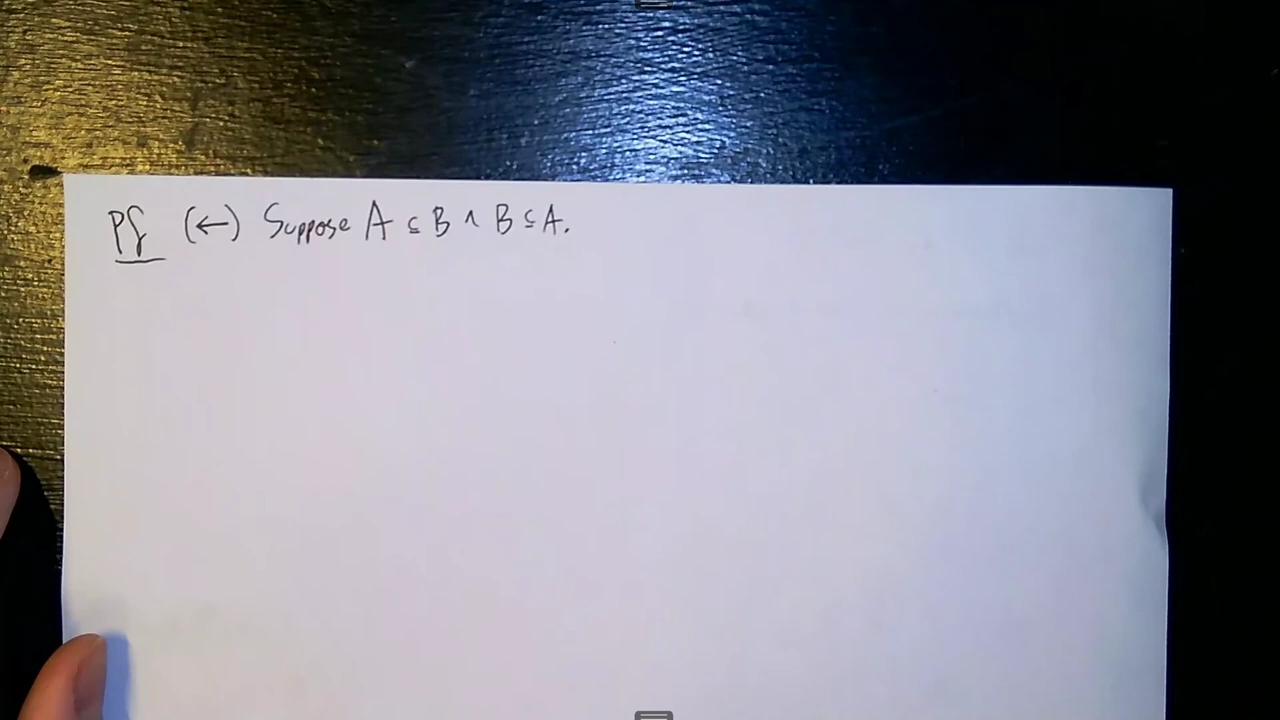 Pf (←) Suppose A ⊆ B ∧ B ⊆ A.